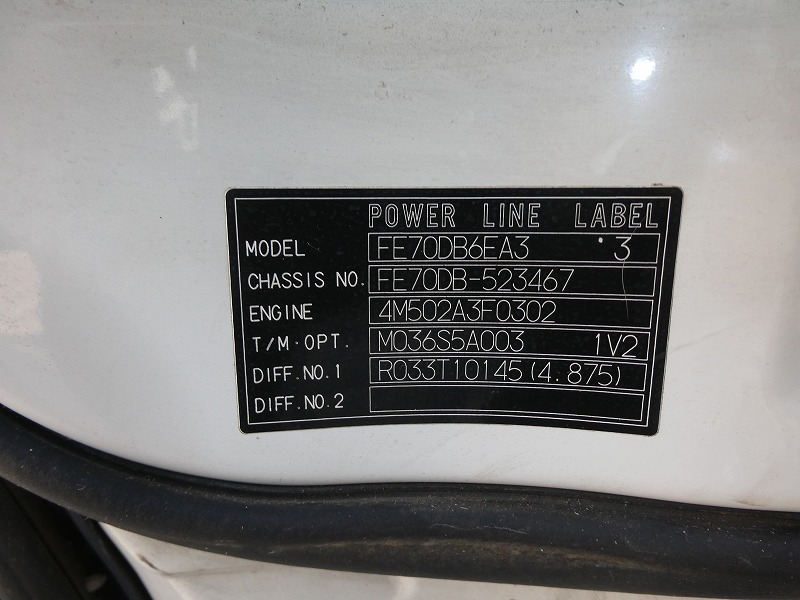 POWER LINE LABEL
MODEL FE70DB6EA3 3
CHASSIS NO. FE70DB-523467
ENGINE 4M502A3F0302
T/M·OPT. M036S5A003 1V2
DIFF.NO.1 R033T10145(4.875)
DIFF.NO.2